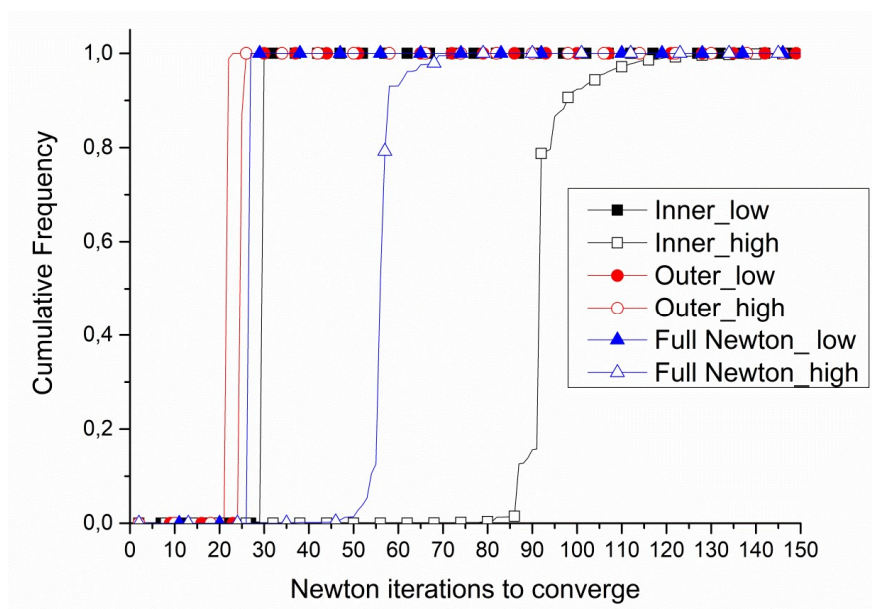 1,0
0,8
0,6
0,4
0,2
0,0
Cumulative Frequency
0 10 20 30 40 50 60 70 80 90 100 110 120 130 140 150
Newton iterations to converge
Inner_low
Inner_high
Outer_low
Outer_high
Full Newton_ low
Full Newton_high